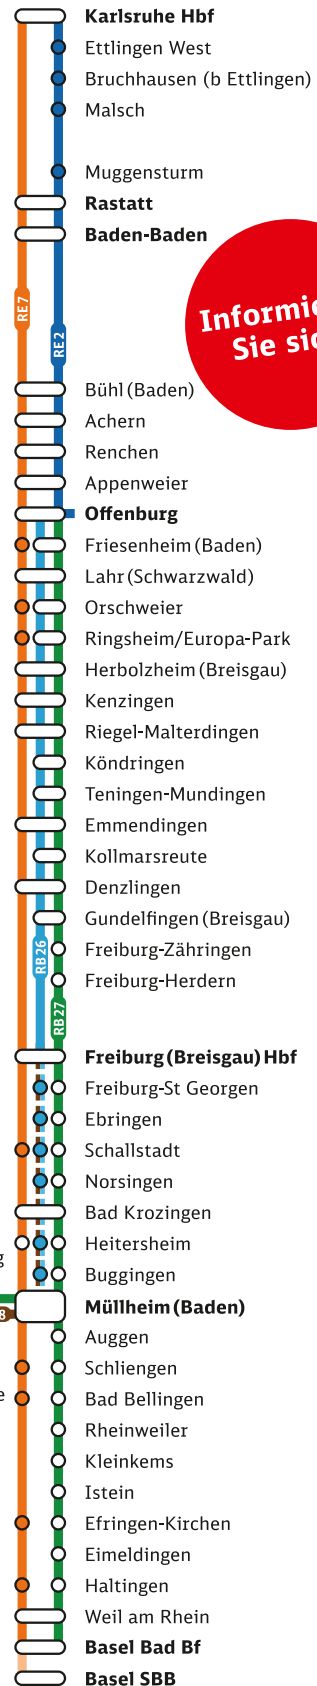 Karlsruhe Hbf
Ettlingen West
Bruchhausen (b Ettlingen)
Malsch
Muggensturm
Rastatt
Baden-Baden
RE 7
RE 2
Sie
Bühl (Baden)
Achern
Renchen
Appenweier
Offenburg
Friesenheim (Baden)
Lahr (Schwarzwald)
Orschweier
Ringsheim/Europa-Park
Herbolzheim (Breisgau)
Kenzingen
Riegel-Malterdingen
Köndringen
Teningen-Mundingen
Emmendingen
Kollmarsreute
Denzlingen
Gundelfingen (Breisgau)
RB 26
Freiburg-Zähringen
Freiburg-Herdern
RB 27
Freiburg (Breisgau) Hbf
Freiburg-St Georgen
Ebringen
Schallstadt
Norsingen
Bad Krozingen
Heitersheim
Buggingen
Müllheim (Baden)
Auggen
Schliengen
Bad Bellingen
Rheinweiler
Kleinkems
Istein
Efringen-Kirchen
Eimeldingen
Haltingen
Weil am Rhein
Basel Bad Bf
Basel SBB